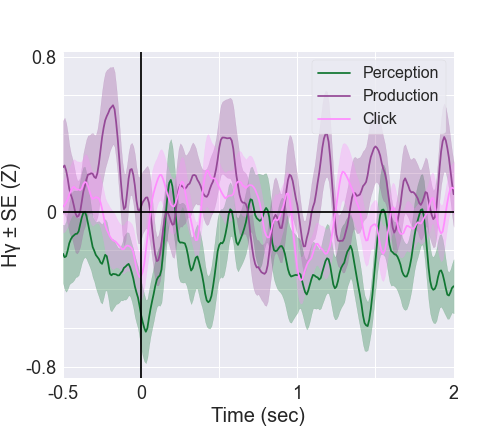 0.8
Perception
Production
Click
Hγ ± SE (Z)
0
-0.8
-0.5
0
1
2
Time (sec)